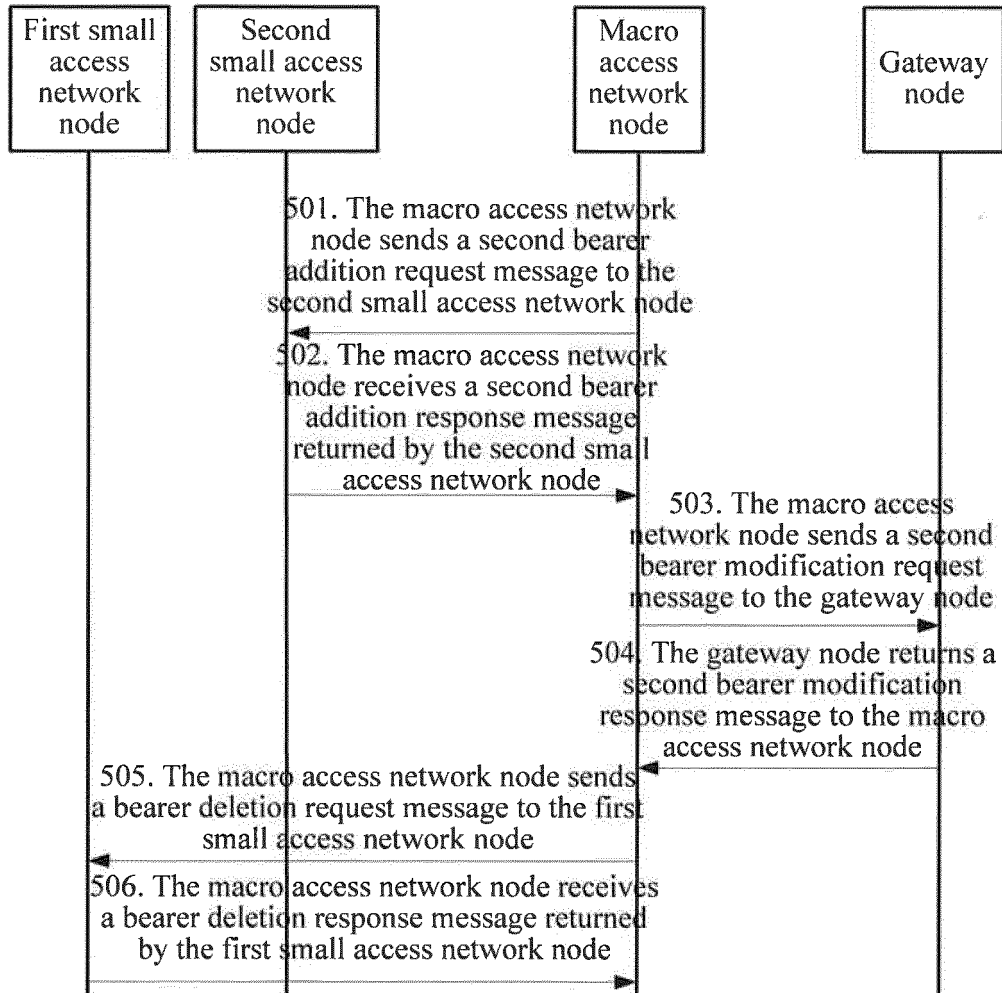 First small
access
network
node
Second
small access
network
node
Macro
access
network
node
Gateway
node
501. The macro access network
node sends a second bearer
addition request message to the
second small access network node
502. The macro access network
node receives a second bearer
addition response message
returned by the second small
access network node
503. The macro access
network node sends a second
bearer modification request
message to the gateway node
504. The gateway node returns a
second bearer modification
response message to the macro
access network node
505. The macro access network node sends
a bearer deletion request message to the first
small access network node
506. The macro access network node receives
a bearer deletion response message returned
by the first small access network node